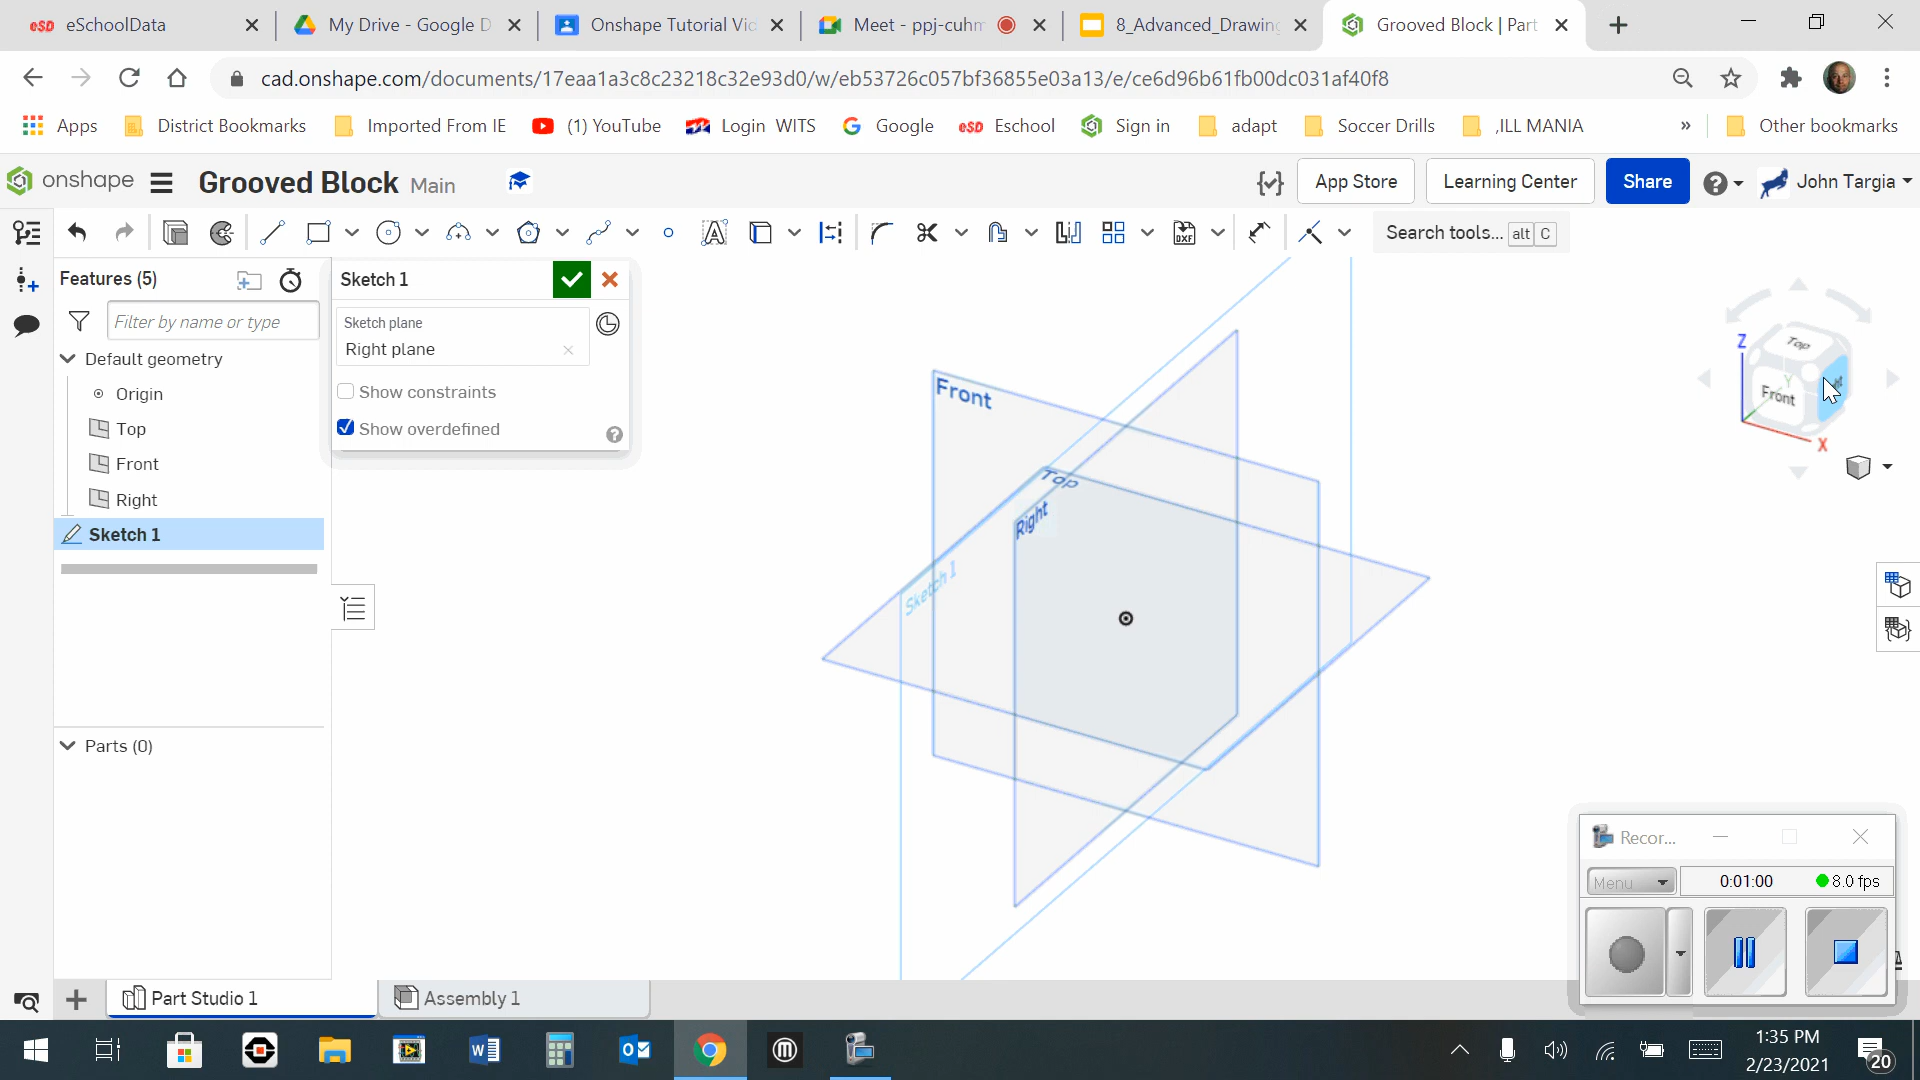 eSD eSchoolData
My Drive - Google D
Onshape Tutorial Vid
Meet - ppj-cuhm
8_Advanced_Drawing
Grooved Block | Part
cad.onshape.com/documents/17eaa1a3c8c23218c32e93d0/w/eb53726c057bf36855e03a13/e/ce6d96b61fb00dc031af40f8
Apps District Bookmarks Imported From IE (1) YouTube Login WITS Google eSD Eschool Sign in adapt Soccer Drills ,ILL MANIA » Other bookmarks
onshape Grooved Block Main App Store Learning Center Share John Targia
Search tools... alt C
Features (5)
Filter by name or type
Default geometry
Origin
Top
Front
Right
Sketch 1
Parts (0)
Sketch 1
Sketch plane
Right plane
Show constraints
Show overdefined
Front
Top
Right
Sketch 1
Z
Top
Y
Front
X
Recor...
Menu 0:01:00 8.0 fps
Part Studio 1
Assembly 1
1:35 PM
2/23/2021
20